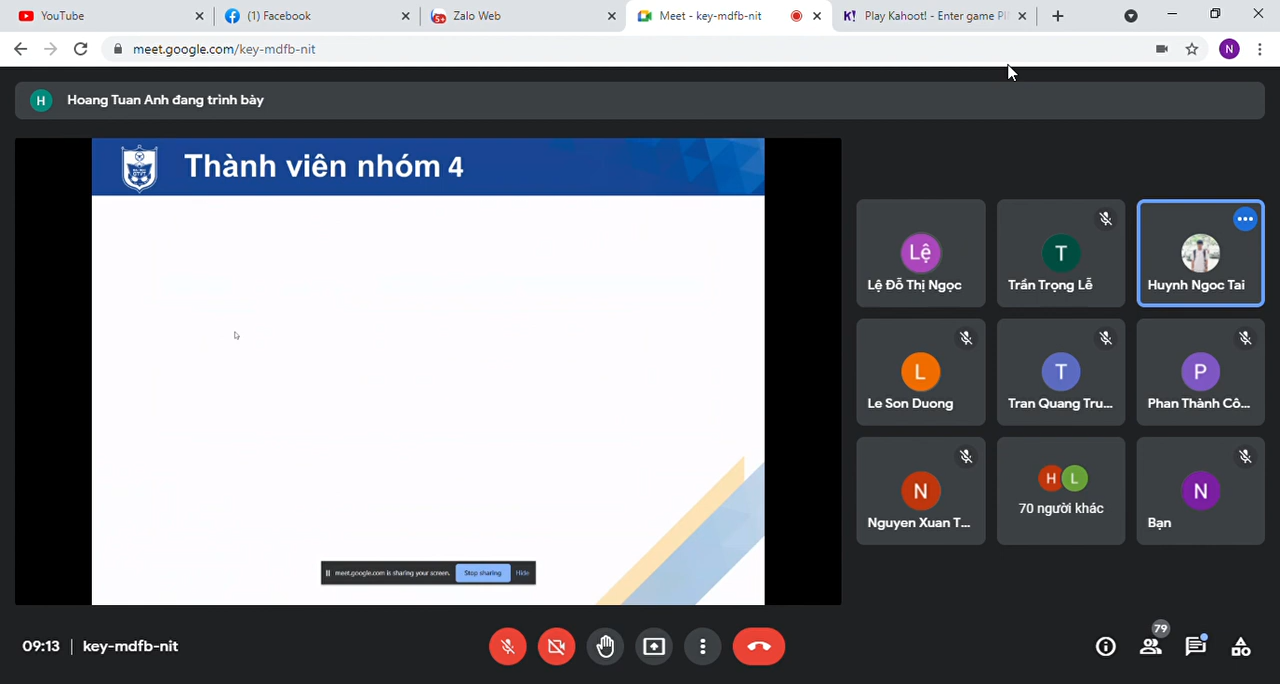 YouTube
(1) Facebook
Zalo Web
Meet - key-mdfb-nit
K! Play Kahoot! - Enter game PI
meet.google.com/key-mdfb-nit
N
H Hoang Tuan Anh đang trình bày
Thành viên nhóm 4
Lệ
Lệ Đỗ Thị Ngọc
T
Trần Trọng Lễ
Huynh Ngoc Tai
L
Le Son Duong
T
Tran Quang Tru...
P
Phan Thành Cô...
N
Nguyen Xuan T...
H L
70 người khác
N
Bạn
meet.google.com is sharing your screen.
Stop sharing
Hide
09:13 | key-mdfb-nit
79